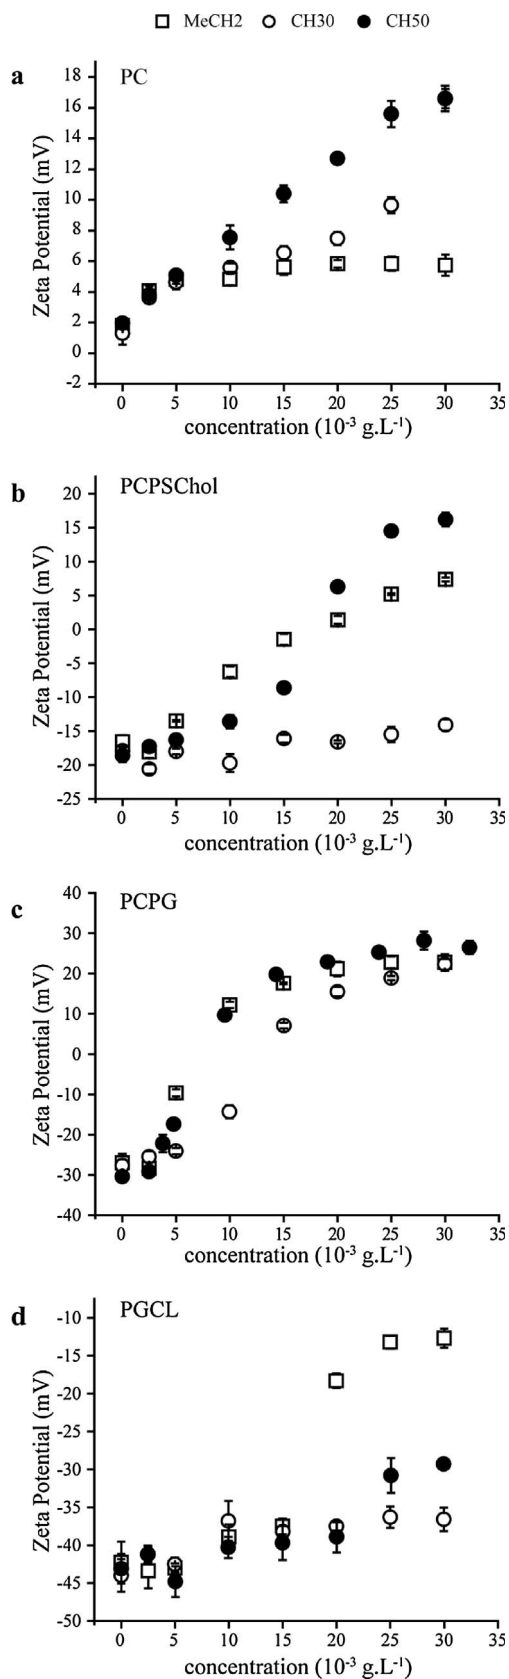 MeCH2 CH30 CH50
a PC
18
16
14
12
10
8
6
4
2
0
-2
Zeta Potential (mV)
0 5 10 15 20 25 30 35
concentration (10⁻³ g.L⁻¹)
b PCPSChol
20
15
10
5
0
-5
-10
-15
-20
-25
Zeta Potential (mV)
0 5 10 15 20 25 30 35
concentration (10⁻³ g.L⁻¹)
c PCPG
40
30
20
10
0
-10
-20
-30
-40
Zeta Potential (mV)
0 5 10 15 20 25 30 35
concentration (10⁻³ g.L⁻¹)
d PGCL
-10
-15
-20
-25
-30
-35
-40
-45
-50
Zeta Potential (mV)
0 5 10 15 20 25 30 35
concentration (10⁻³ g.L⁻¹)